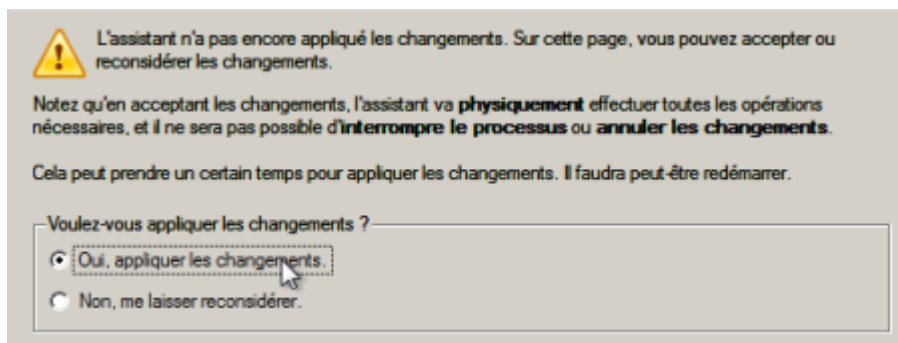 L'assistant n'a pas encore appliqué les changements. Sur cette page, vous pouvez accepter ou
reconsidérer les changements.
Notez qu'en acceptant les changements, l'assistant va physiquement effectuer toutes les opérations
nécessaires, et il ne sera pas possible d'interrompre le processus ou annuler les changements.
Cela peut prendre un certain temps pour appliquer les changements. Il faudra peut-être redémarrer.
Voulez-vous appliquer les changements ?
Oui, appliquer les changements.
Non, me laisser reconsidérer.